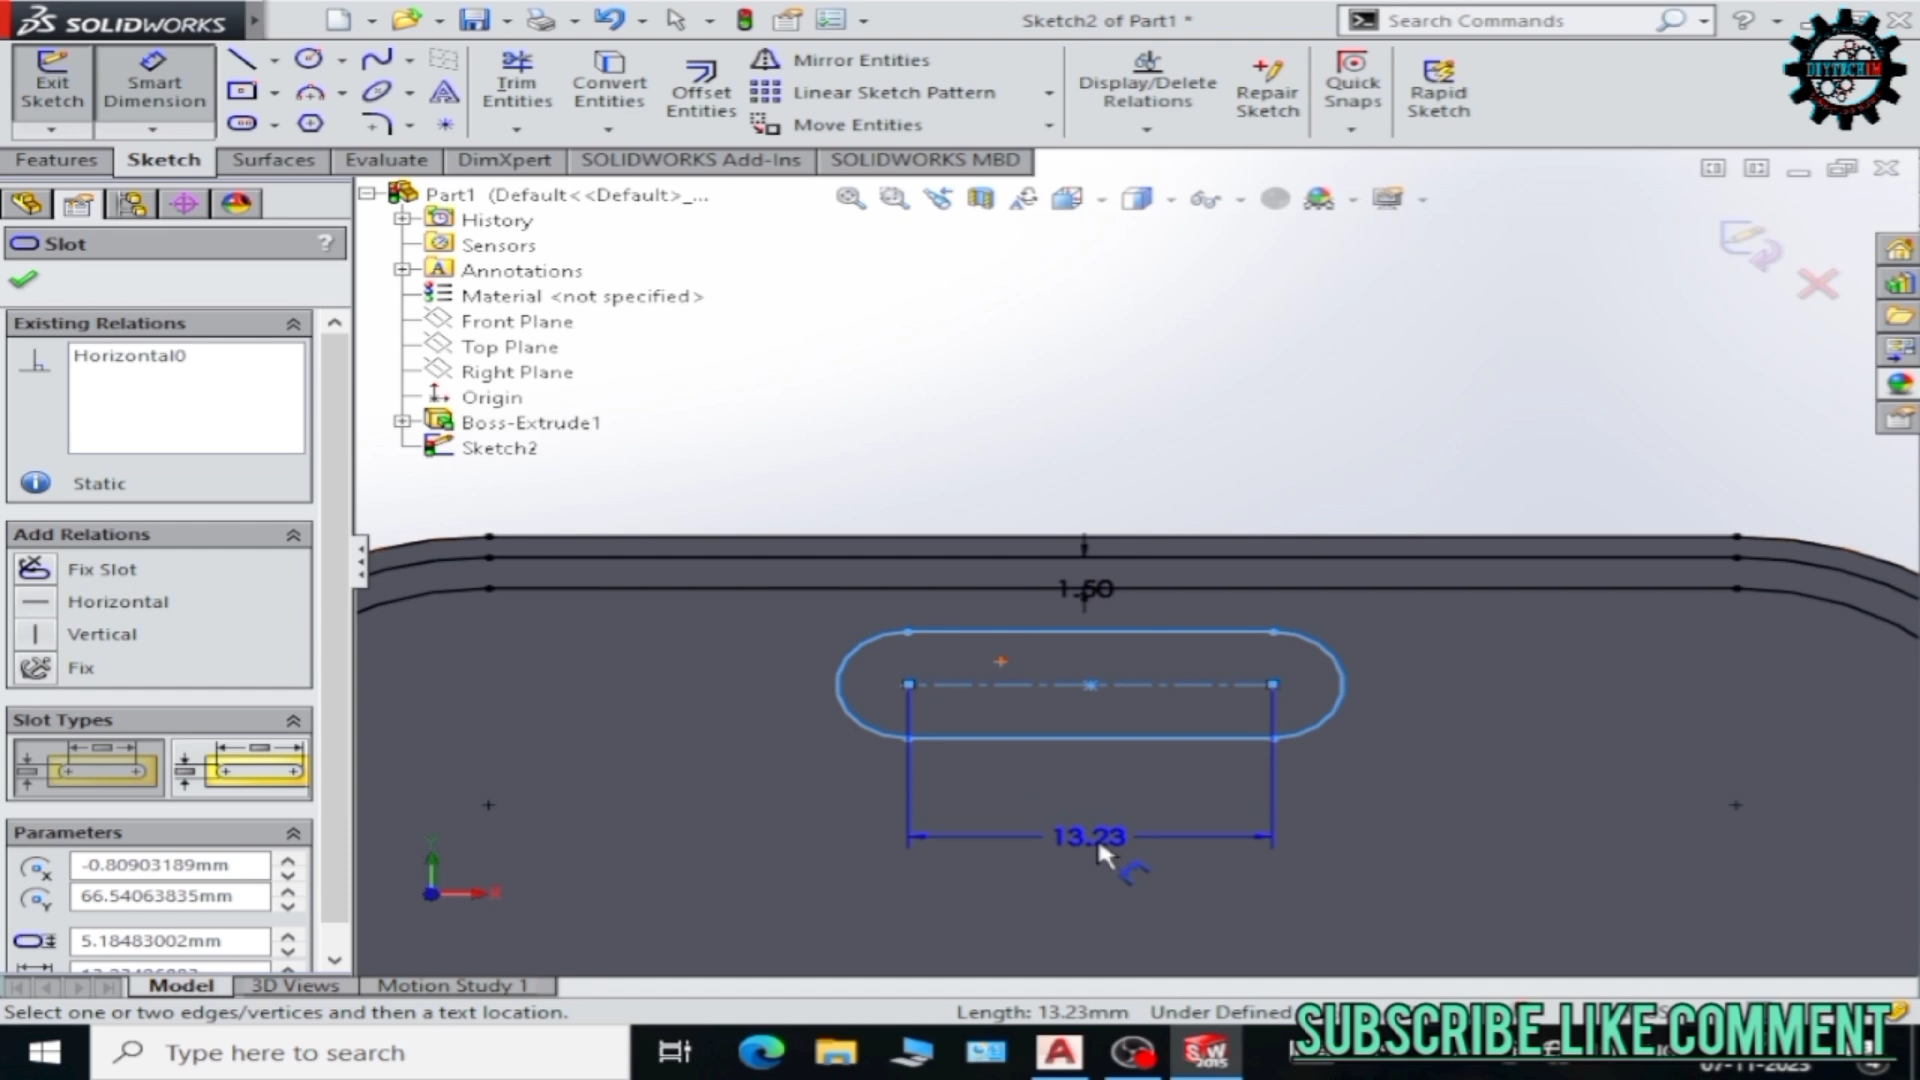 SOLIDWORKS
Sketch2 of Part1 *
Search Commands
Exit Sketch
Smart Dimension
Trim Entities
Convert Entities
Offset Entities
Mirror Entities
Linear Sketch Pattern
Move Entities
Display/Delete Relations
Repair Sketch
Quick Snaps
Rapid Sketch
DIYTECH1M
Features
Sketch
Surfaces
Evaluate
DimXpert
SOLIDWORKS Add-Ins
SOLIDWORKS MBD
Part1 (Default<<Default>_...
History
Sensors
Annotations
Material <not specified>
Front Plane
Top Plane
Right Plane
Origin
Boss-Extrude1
Sketch2
Slot
?
Existing Relations
Horizontal0
Static
Add Relations
Fix Slot
Horizontal
Vertical
Fix
Slot Types
Parameters
-0.80903189mm
66.54063835mm
5.18483002mm
1.50
13.23
Model
3D Views
Motion Study 1
Select one or two edges/vertices and then a text location.
Length: 13.23mm
Under Defined
SUBSCRIBE LIKE COMMENT
Type here to search
07-11-2023